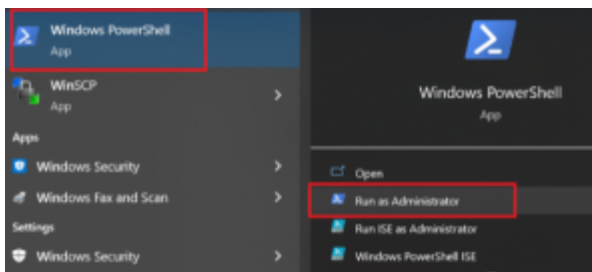 Windows PowerShell
App
WinSCP
App
Apps
Windows Security
Windows Fax and Scan
Settings
Windows Security
Windows PowerShell
App
Open
Run as Administrator
Run ISE as Administrator
Windows PowerShell ISE